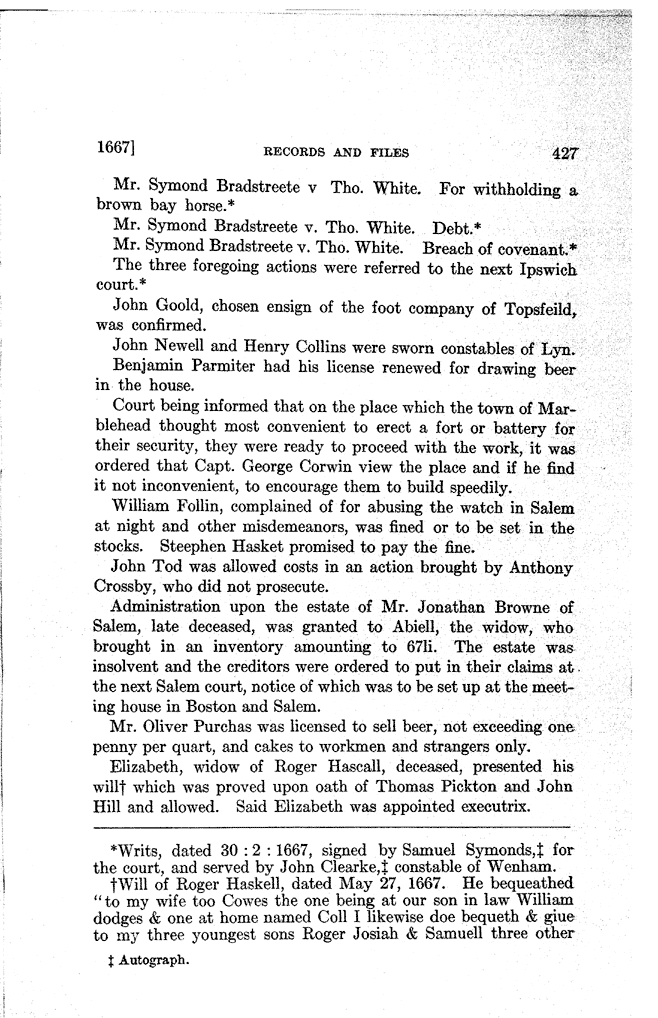 1667] RECORDS AND FILES 427
Mr. Symond Bradstreete v Tho. White. For withholding a
brown bay horse.*
Mr. Symond Bradstreete v. Tho. White. Debt.*
Mr. Symond Bradstreete v. Tho. White. Breach of covenant.*
The three foregoing actions were referred to the next Ipswich
court.*
John Goold, chosen ensign of the foot company of Topsfeild,
was confirmed.
John Newell and Henry Collins were sworn constables of Lyn.
Benjamin Parmiter had his license renewed for drawing beer
in the house.
Court being informed that on the place which the town of Mar-
blehead thought most convenient to erect a fort or battery for
their security, they were ready to proceed with the work, it was
ordered that Capt. George Corwin view the place and if he find
it not inconvenient, to encourage them to build speedily.
William Follin, complained of for abusing the watch in Salem
at night and other misdemeanors, was fined or to be set in the
stocks. Steephen Hasket promised to pay the fine.
John Tod was allowed costs in an action brought by Anthony
Crossby, who did not prosecute.
Administration upon the estate of Mr. Jonathan Browne of
Salem, late deceased, was granted to Abiell, the widow, who
brought in an inventory amounting to 67li. The estate was
insolvent and the creditors were ordered to put in their claims at
the next Salem court, notice of which was to be set up at the meet-
ing house in Boston and Salem.
Mr. Oliver Purchas was licensed to sell beer, not exceeding one
penny per quart, and cakes to workmen and strangers only.
Elizabeth, widow of Roger Hascall, deceased, presented his
will† which was proved upon oath of Thomas Pickton and John
Hill and allowed. Said Elizabeth was appointed executrix.
*Writs, dated 30 : 2 : 1667, signed by Samuel Symonds,‡ for
the court, and served by John Clearke,‡ constable of Wenham.
†Will of Roger Haskell, dated May 27, 1667. He bequeathed
"to my wife too Cowes the one being at our son in law William
dodges & one at home named Coll I likewise doe bequeth & giue
to my three youngest sons Roger Josiah & Samuell three other
‡ Autograph.